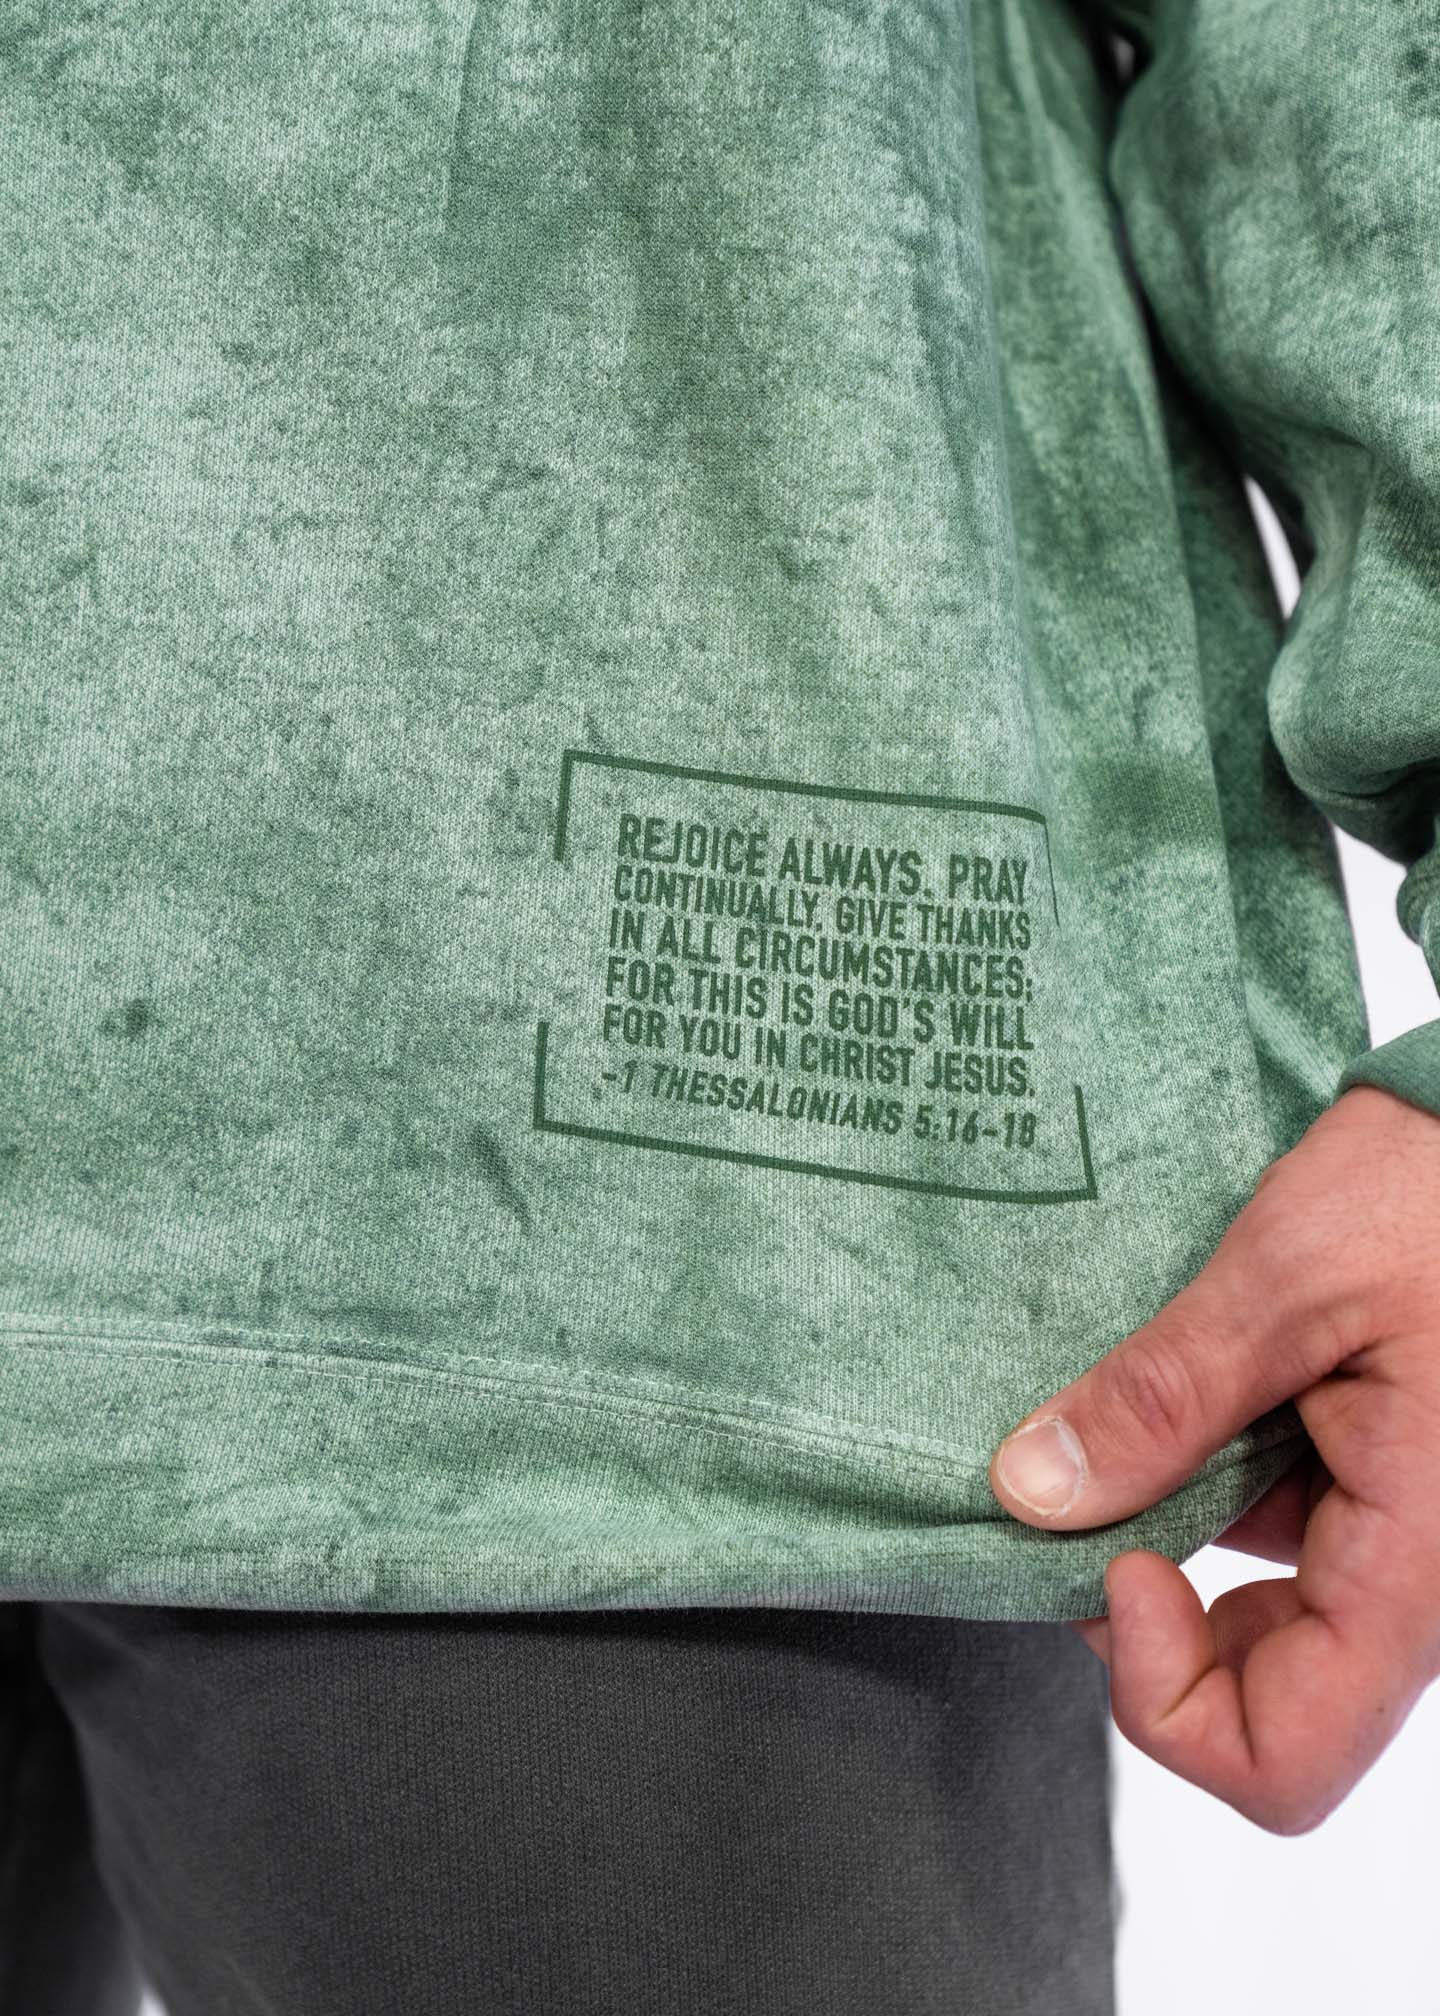 REJOICE ALWAYS. PRAY
CONTINUALLY. GIVE THANKS
IN ALL CIRCUMSTANCES;
FOR THIS IS GOD'S WILL
FOR YOU IN CHRIST JESUS.
-1 THESSALONIANS 5:16-18